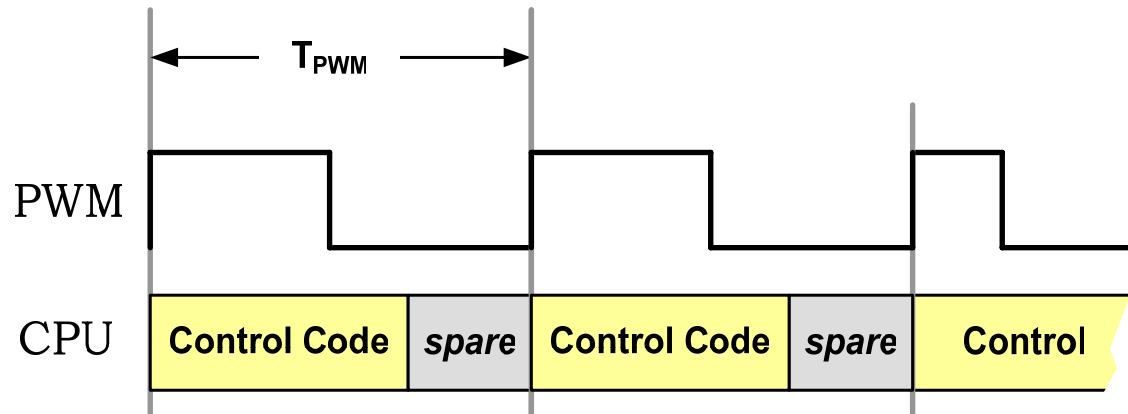 TPWM
PWM
CPU
Control Code
spare
Control Code
spare
Control